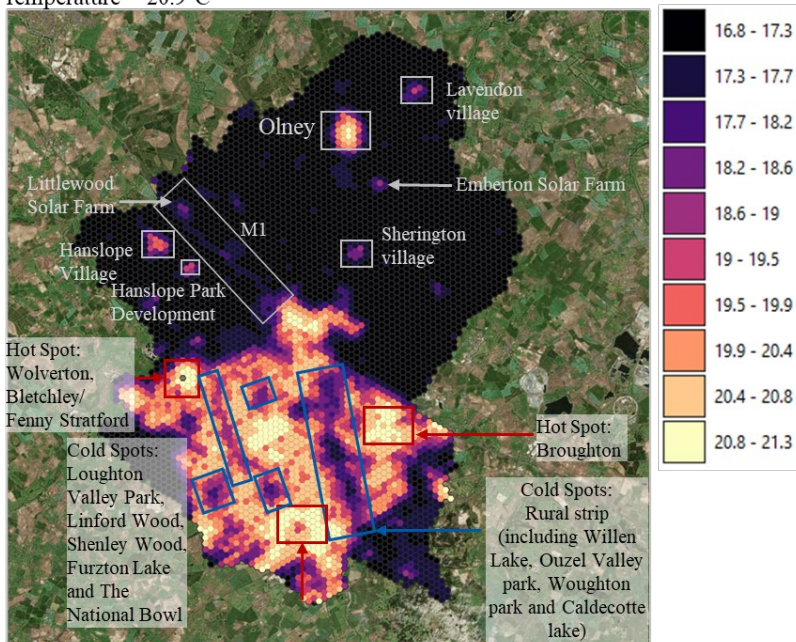 Temperature = 20.9°C
Lavendon
village
Olney
Littlewood
Solar Farm
Emberton Solar Farm
M1
Hanslope
Village
Sherington
village
Hanslope Park
Development
Hot Spot:
Wolverton,
Bletchley/
Fenny Stratford
Hot Spot:
Broughton
Cold Spots:
Loughton
Valley Park,
Linford Wood,
Shenley Wood,
Furzton Lake
and The
National Bowl
Cold Spots:
Rural strip
(including Willen
Lake, Ouzel Valley
park, Woughton
park and Caldecotte
lake)
16.8 - 17.3
17.3 - 17.7
17.7 - 18.2
18.2 - 18.6
18.6 - 19
19 - 19.5
19.5 - 19.9
19.9 - 20.4
20.4 - 20.8
20.8 - 21.3